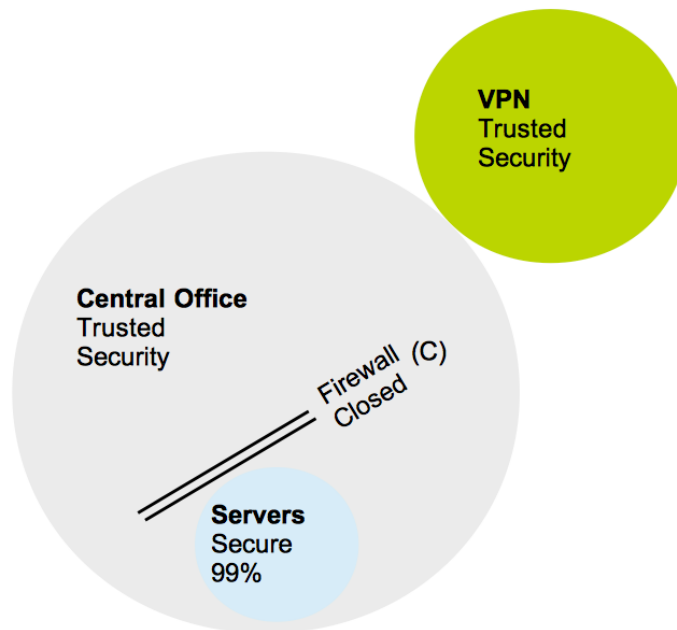 VPN
Trusted
Security
Central Office
Trusted
Security
Firewall (C)
Closed
Servers
Secure
99%